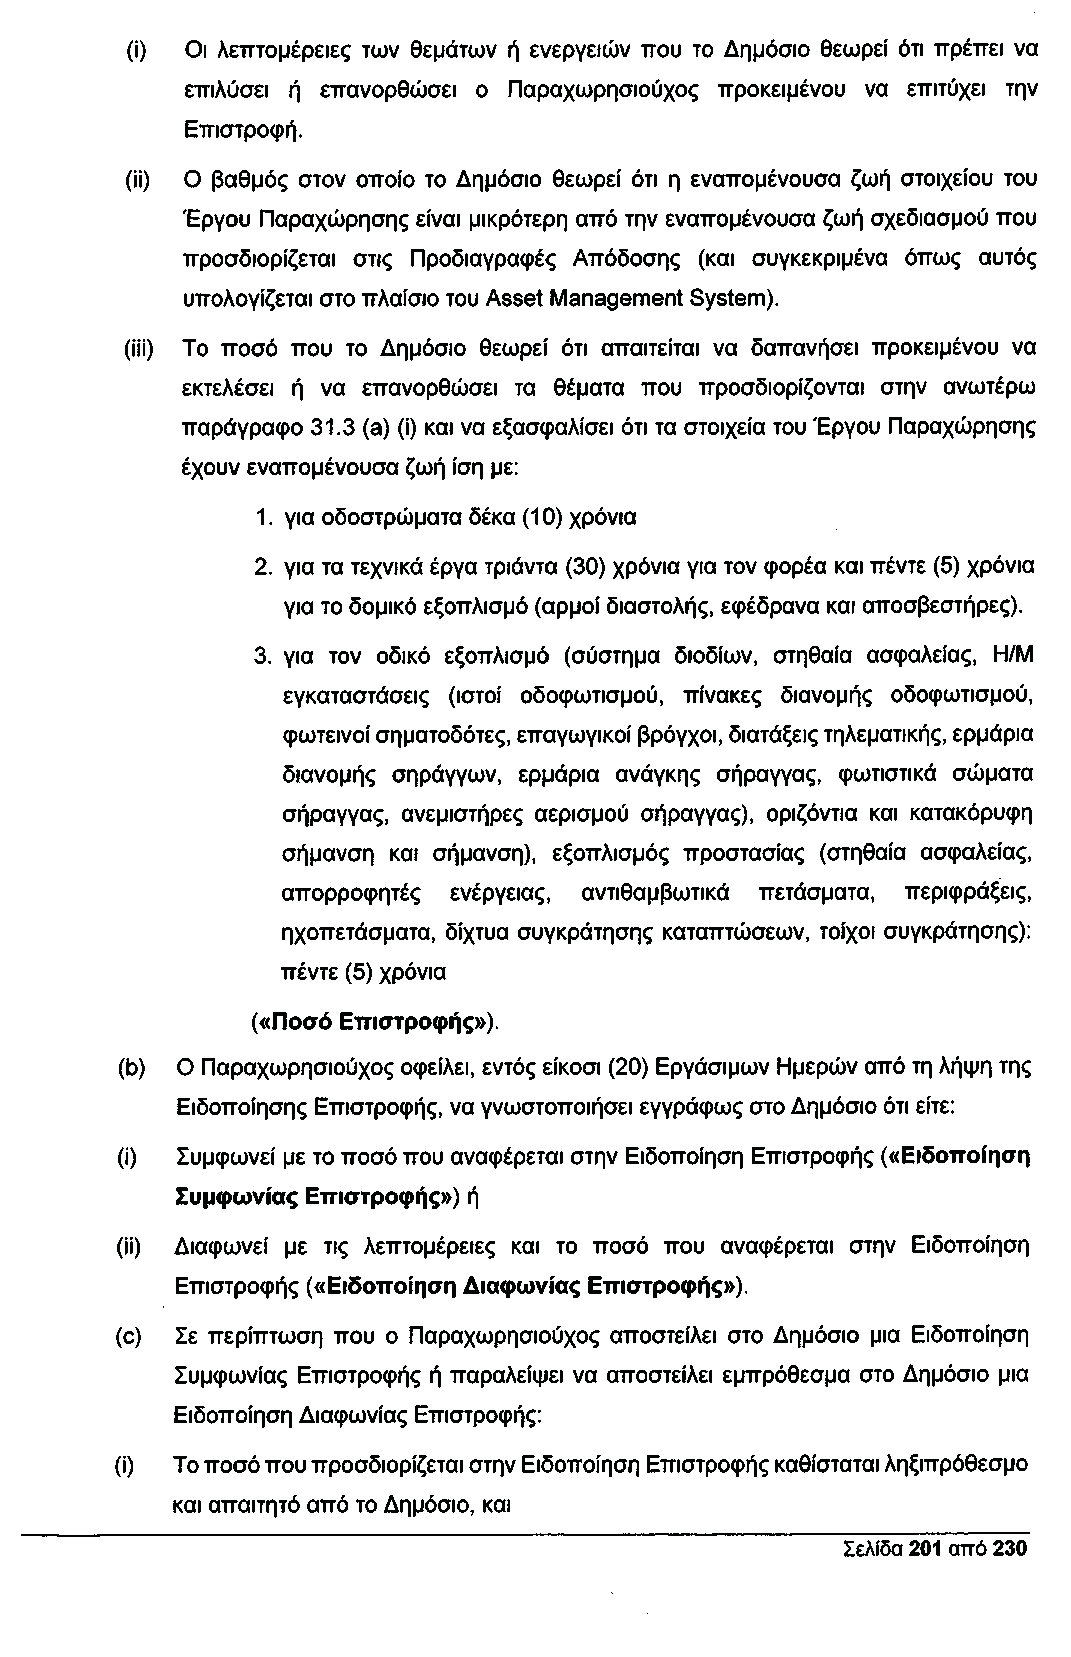 (i) Οι λεπτομέρειες των θεμάτων ή ενεργειών που το Δημόσιο θεωρεί ότι πρέπει να
επιλύσει ή επανορθώσει ο Παραχωρησιούχος προκειμένου να επιτύχει την
Επιστροφή.
(ii) Ο βαθμός στον οποίο το Δημόσιο θεωρεί ότι η εναπομένουσα ζωή στοιχείου του
Έργου Παραχώρησης είναι μικρότερη από την εναπομένουσα ζωή σχεδιασμού που
προσδιορίζεται στις Προδιαγραφές Απόδοσης (και συγκεκριμένα όπως αυτός
υπολογίζεται στο πλαίσιο του Asset Management System).
(iii) Το ποσό που το Δημόσιο θεωρεί ότι απαιτείται να δαπανήσει προκειμένου να
εκτελέσει ή να επανορθώσει τα θέματα που προσδιορίζονται στην ανωτέρω
παράγραφο 31.3 (a) (i) και να εξασφαλίσει ότι τα στοιχεία του Έργου Παραχώρησης
έχουν εναπομένουσα ζωή ίση με:
1. για οδοστρώματα δέκα (10) χρόνια
2. για τα τεχνικά έργα τριάντα (30) χρόνια για τον φορέα και πέντε (5) χρόνια
για το δομικό εξοπλισμό (αρμοί διαστολής, εφέδρανα και αποσβεστήρες).
3. για τον οδικό εξοπλισμό (σύστημα διοδίων, στηθαία ασφαλείας, Η/Μ
εγκαταστάσεις (ιστοί οδοφωτισμού, πίνακες διανομής οδοφωτισμού,
φωτεινοί σηματοδότες, επαγωγικοί βρόγχοι, διατάξεις τηλεματικής, ερμάρια
διανομής σηράγγων, ερμάρια ανάγκης σήραγγας, φωτιστικά σώματα
σήραγγας, ανεμιστήρες αερισμού σήραγγας), οριζόντια και κατακόρυφη
σήμανση και σήμανση), εξοπλισμός προστασίας (στηθαία ασφαλείας,
απορροφητές ενέργειας, αντιθαμβωτικά πετάσματα, περιφράξεις,
ηχοπετάσματα, δίχτυα συγκράτησης καταπτώσεων, τοίχοι συγκράτησης):
πέντε (5) χρόνια
(«Ποσό Επιστροφής»).
(b) Ο Παραχωρησιούχος οφείλει, εντός είκοσι (20) Εργάσιμων Ημερών από τη λήψη της
Ειδοποίησης Επιστροφής, να γνωστοποιήσει εγγράφως στο Δημόσιο ότι είτε:
(i) Συμφωνεί με το ποσό που αναφέρεται στην Ειδοποίηση Επιστροφής («Ειδοποίηση
Συμφωνίας Επιστροφής») ή
(ii) Διαφωνεί με τις λεπτομέρειες και το ποσό που αναφέρεται στην Ειδοποίηση
Επιστροφής («Ειδοποίηση Διαφωνίας Επιστροφής»).
(c) Σε περίπτωση που ο Παραχωρησιούχος αποστείλει στο Δημόσιο μια Ειδοποίηση
Συμφωνίας Επιστροφής ή παραλείψει να αποστείλει εμπρόθεσμα στο Δημόσιο μια
Ειδοποίηση Διαφωνίας Επιστροφής:
(i) Το ποσό που προσδιορίζεται στην Ειδοποίηση Επιστροφής καθίσταται ληξιπρόθεσμο
και απαιτητό από το Δημόσιο, και
Σελίδα 201 από 230